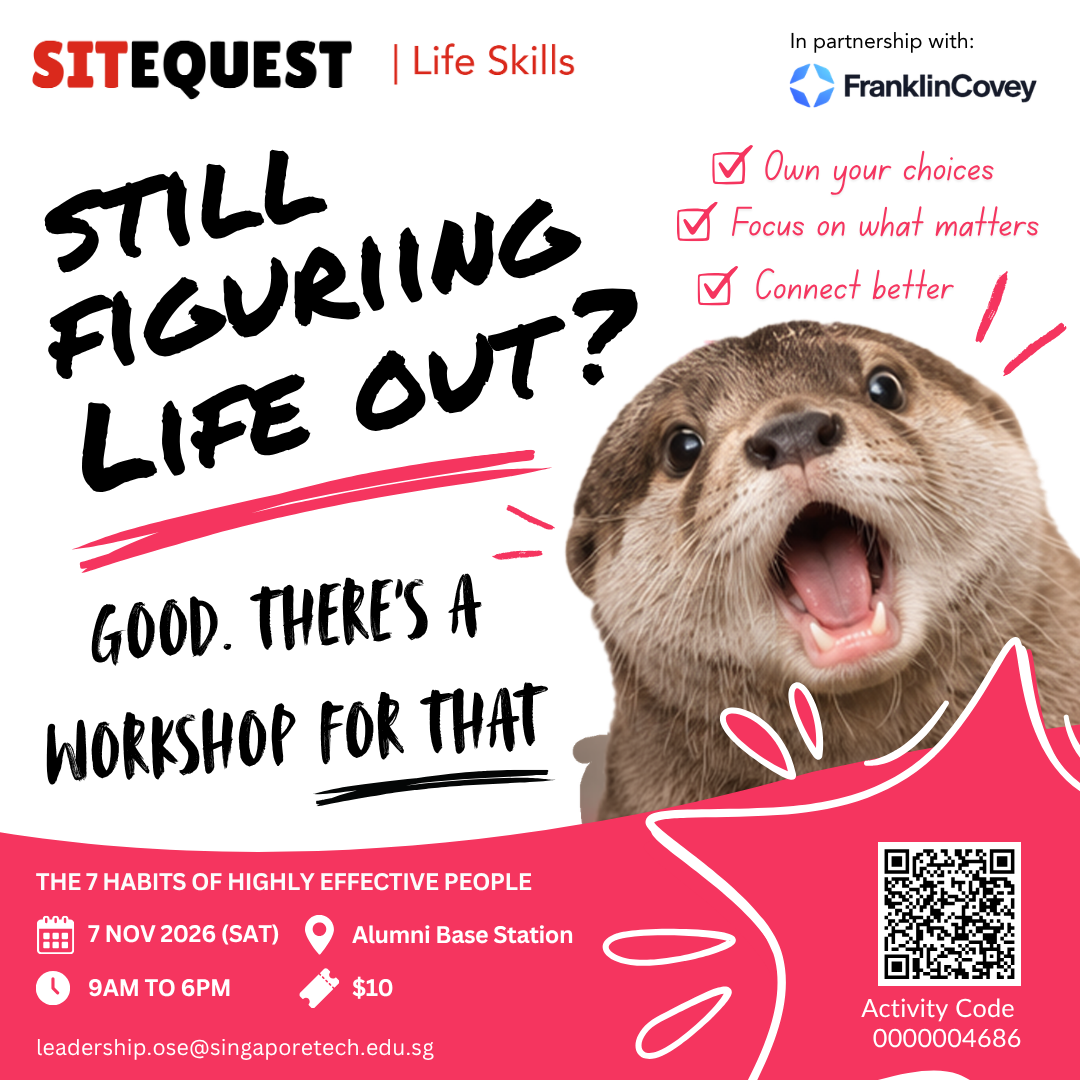 SITEQUEST | Life Skills
In partnership with:
FranklinCovey
STILL
FIGURIING
LIFE OUT?
Own your choices
Focus on what matters
Connect better
GOOD. THERE'S A
WORKSHOP FOR THAT
THE 7 HABITS OF HIGHLY EFFECTIVE PEOPLE
7 NOV 2026 (SAT)
Alumni Base Station
9AM TO 6PM
$10
leadership.ose@singaporetech.edu.sg
Activity Code
0000004686